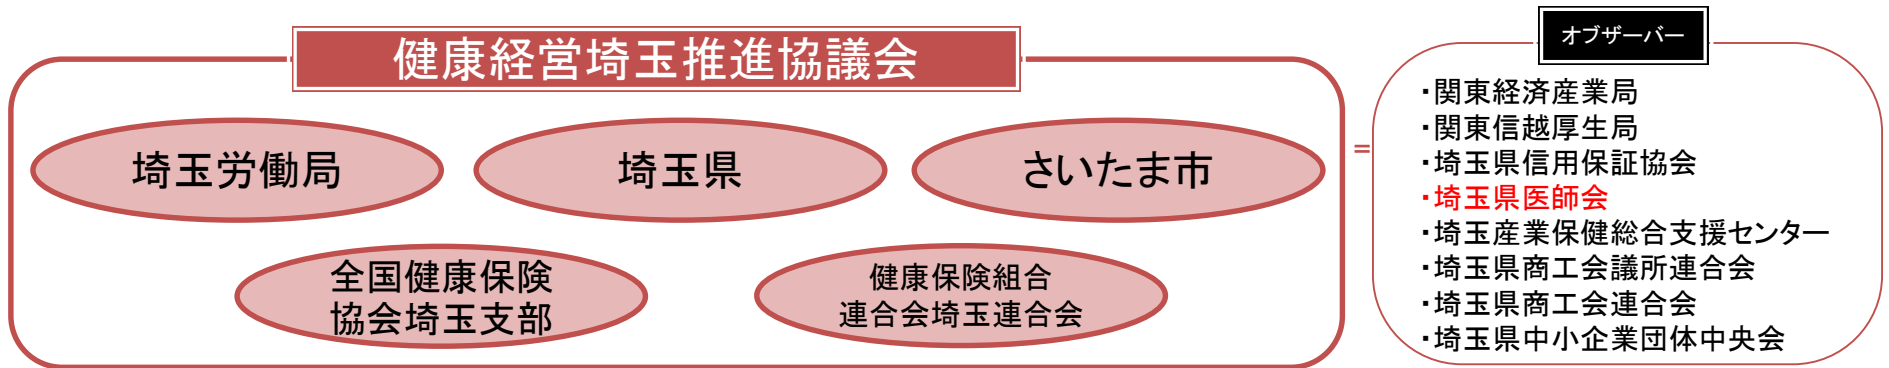 健康経営埼玉推進協議会
埼玉労働局
埼玉県
さいたま市
全国健康保険
協会埼玉支部
健康保険組合
連合会埼玉連合会
=
オブザーバー
・関東経済産業局
・関東信越厚生局
・埼玉県信用保証協会
・埼玉県医師会
・埼玉産業保健総合支援センター
・埼玉県商工会議所連合会
・埼玉県商工会連合会
・埼玉県中小企業団体中央会